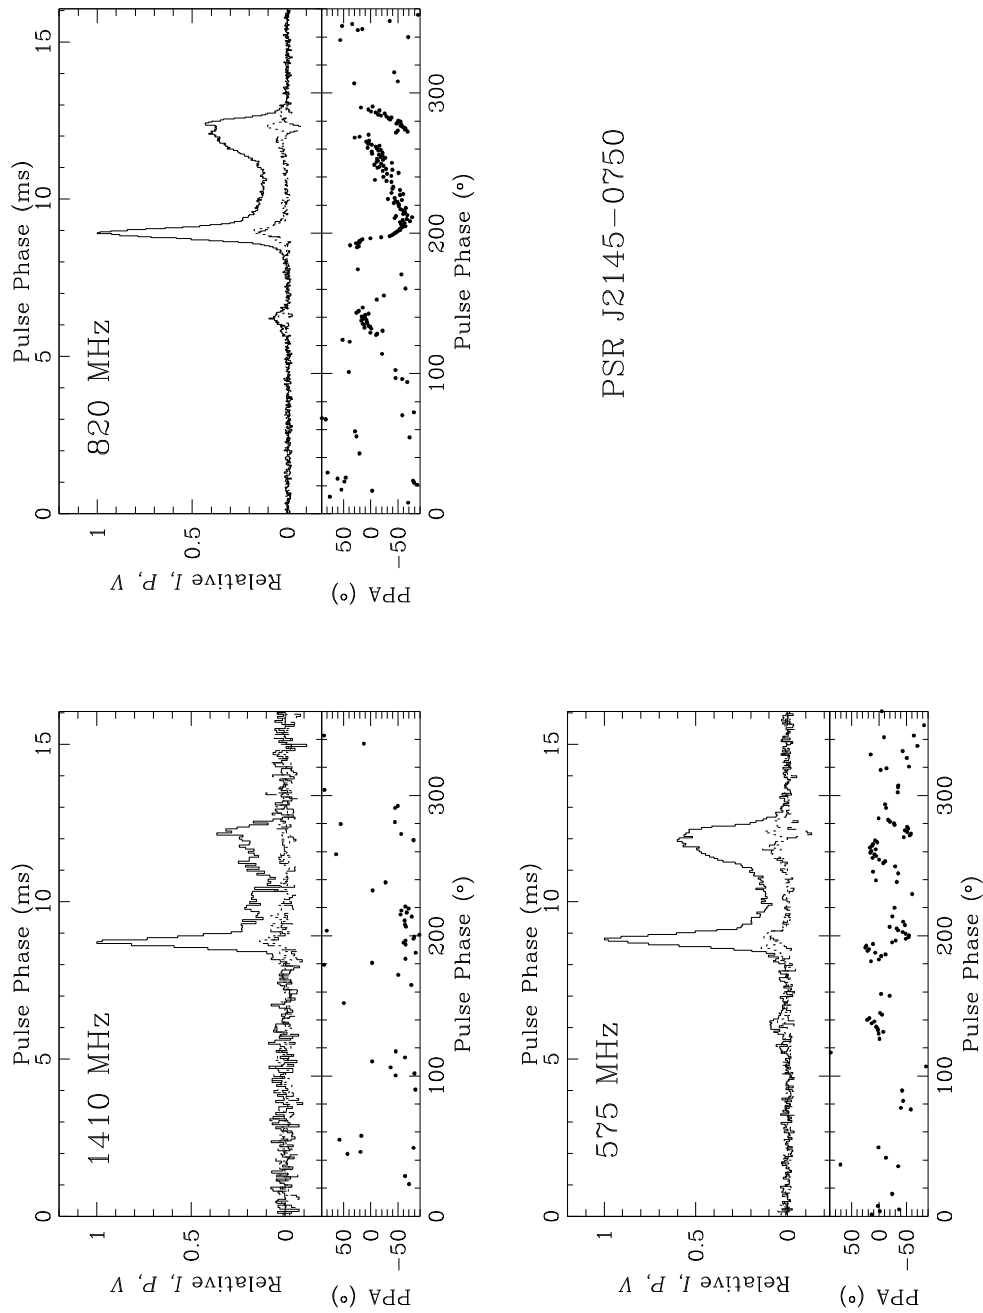 Pulse Phase (ms)
0 5 10 15
1410 MHz
Relative I, P, V
1
0.5
0
PPA (°)
50
0
−50
0 100 200 300
Pulse Phase (°)
Pulse Phase (ms)
0 5 10 15
820 MHz
Relative I, P, V
1
0.5
0
PPA (°)
50
0
−50
0 100 200 300
Pulse Phase (°)
Pulse Phase (ms)
0 5 10 15
575 MHz
Relative I, P, V
1
0.5
0
PPA (°)
50
0
−50
0 100 200 300
Pulse Phase (°)
PSR J2145−0750